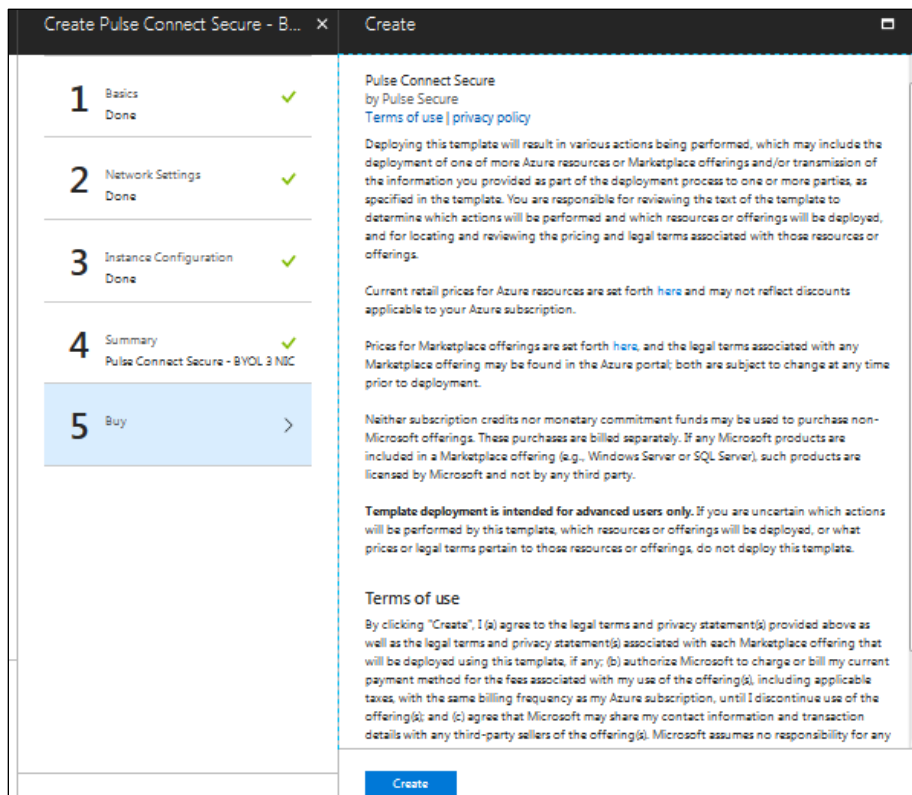 Create Pulse Connect Secure - B...
Create
1
Basics
Done
2
Network Settings
Done
3
Instance Configuration
Done
4
Summary
Pulse Connect Secure - BYOL 3 NIC
5
Buy
Pulse Connect Secure
by Pulse Secure
Terms of use | privacy policy
Deploying this template will result in various actions being performed, which may include the
deployment of one of more Azure resources or Marketplace offerings and/or transmission of
the information you provided as part of the deployment process to one or more parties, as
specified in the template. You are responsible for reviewing the text of the template to
determine which actions will be performed and which resources or offerings will be deployed,
and for locating and reviewing the pricing and legal terms associated with those resources or
offerings.
Current retail prices for Azure resources are set forth here and may not reflect discounts
applicable to your Azure subscription.
Prices for Marketplace offerings are set forth here, and the legal terms associated with any
Marketplace offering may be found in the Azure portal; both are subject to change at any time
prior to deployment.
Neither subscription credits nor monetary commitment funds may be used to purchase non-
Microsoft offerings. These purchases are billed separately. If any Microsoft products are
included in a Marketplace offering (e.g., Windows Server or SQL Server), such products are
licensed by Microsoft and not by any third party.
Template deployment is intended for advanced users only. If you are uncertain which actions
will be performed by this template, which resources or offerings will be deployed, or what
prices or legal terms pertain to those resources or offerings, do not deploy this template.
Terms of use
By clicking "Create", I (a) agree to the legal terms and privacy statement(s) provided above as
well as the legal terms and privacy statement(s) associated with each Marketplace offering that
will be deployed using this template, if any; (b) authorize Microsoft to charge or bill my current
payment method for the fees associated with my use of the offering(s), including applicable
taxes, with the same billing frequency as my Azure subscription, until I discontinue use of the
offering(s); and (c) agree that Microsoft may share my contact information and transaction
details with any third-party sellers of the offering(s). Microsoft assumes no responsibility for any
Create